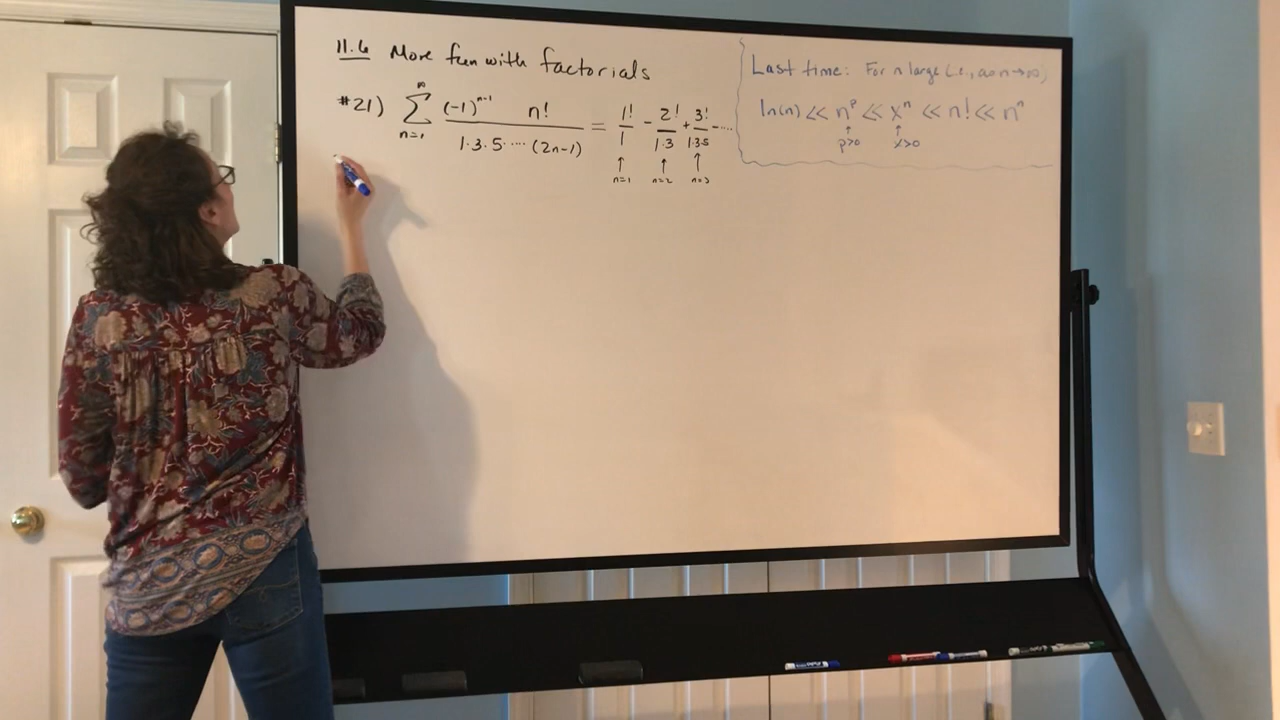 11.6 More fun with factorials
#21) ∞ ∑ n=1 (-1)^(n-1) n! / 1·3·5·····(2n-1) = 1!/1 - 2!/1·3 + 3!/1·3·5 - ····
↑ n=1 ↑ n=2 ↑ n=3
Last time: For n large (i.e., as n→∞)
ln(n) << n^p << x^n << n! << n^n
↑ p>0 ↑ x>0